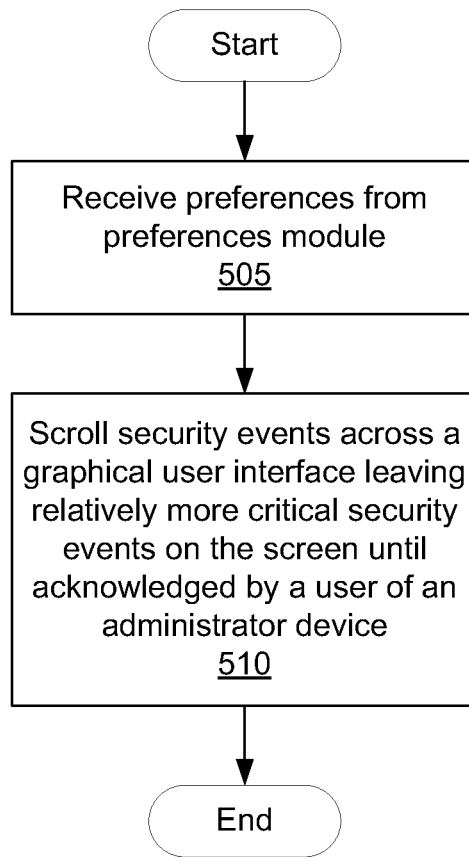 Start
Receive preferences from
preferences module
505
Scroll security events across a
graphical user interface leaving
relatively more critical security
events on the screen until
acknowledged by a user of an
administrator device
510
End